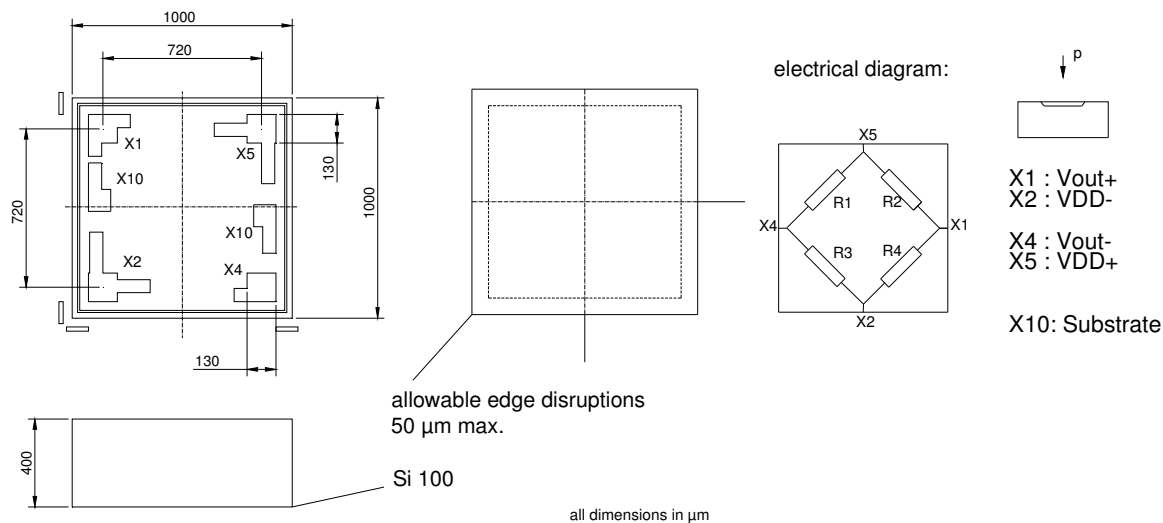 1000
720
X1
X5
X10
130
720
1000
X10
X2
X4
130
400
Si 100
allowable edge disruptions
50 µm max.
all dimensions in µm
electrical diagram:
p
X5
R1
R2
X4
X1
R3
R4
X2
X1 : Vout+
X2 : VDD-
X4 : Vout-
X5 : VDD+
X10: Substrate